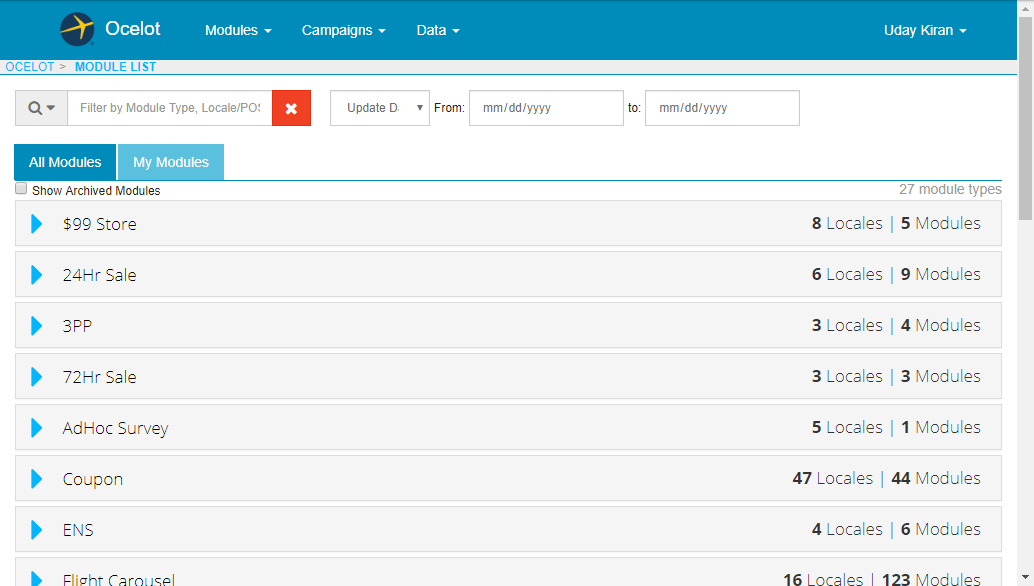 Ocelot Modules Campaigns Data Uday Kiran
OCELOT > MODULE LIST
Filter by Module Type, Locale/POS Update Da From: mm/dd/yyyy to: mm/dd/yyyy
All Modules My Modules
Show Archived Modules 27 module types
$99 Store 8 Locales | 5 Modules
24Hr Sale 6 Locales | 9 Modules
3PP 3 Locales | 4 Modules
72Hr Sale 3 Locales | 3 Modules
AdHoc Survey 5 Locales | 1 Modules
Coupon 47 Locales | 44 Modules
ENS 4 Locales | 6 Modules
Flight Carousel 16 Locales | 123 Modules